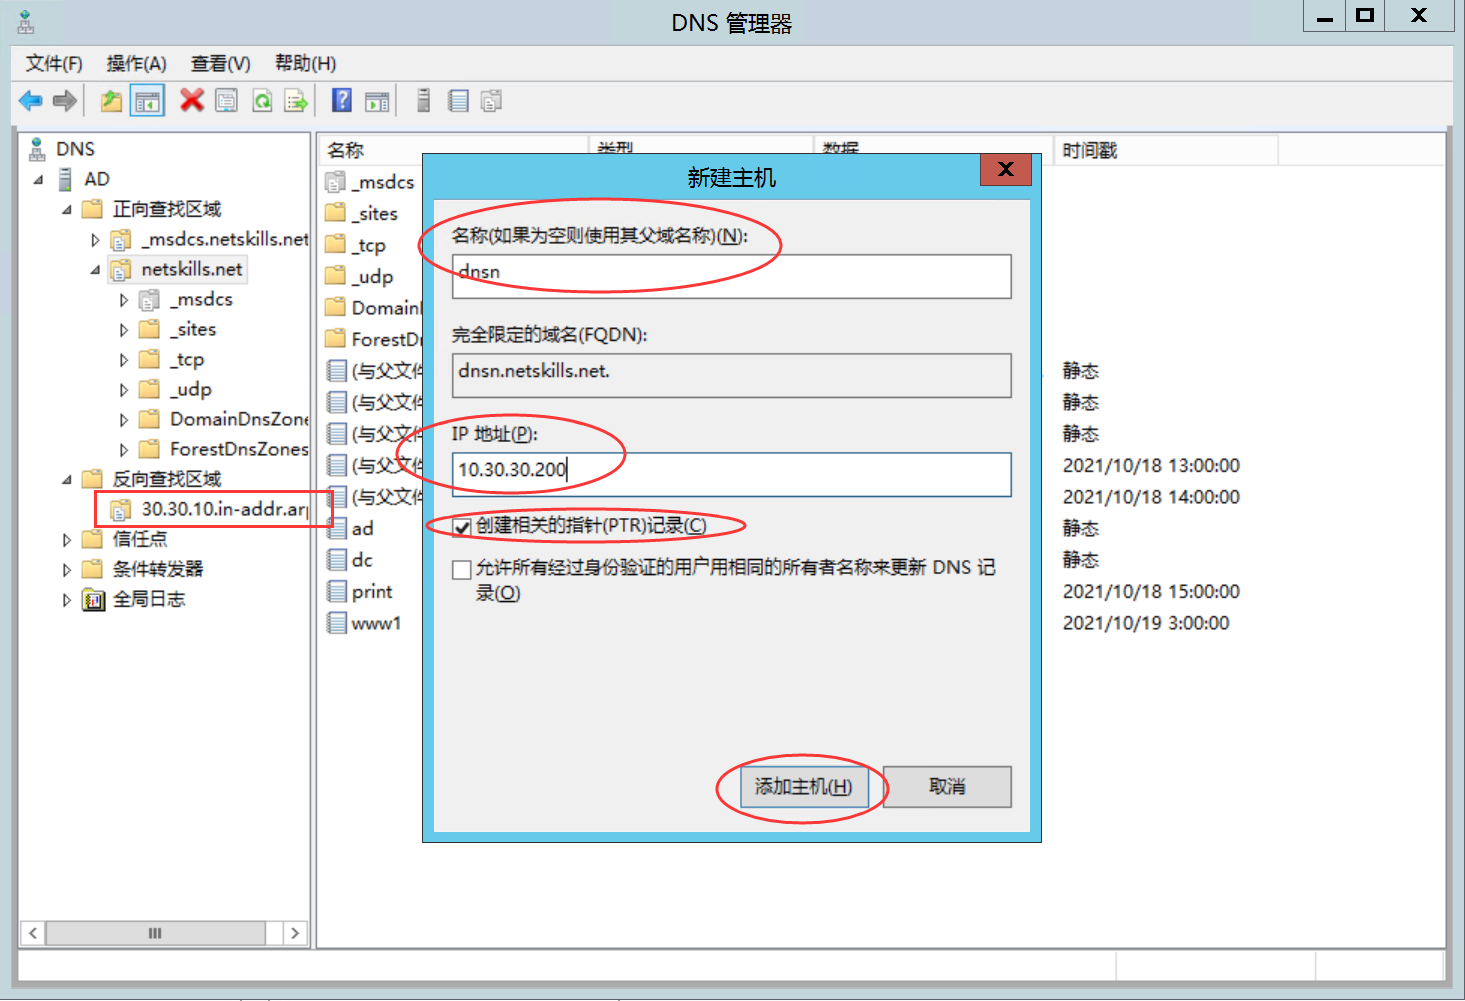 DNS 管理器
文件(F) 操作(A) 查看(V) 帮助(H)
DNS
AD
正向查找区域
_msdcs.netskills.net
netskills.net
_msdcs
_sites
_tcp
_udp
DomainDnsZone
ForestDnsZones
反向查找区域
30.30.10.in-addr.arp
信任点
条件转发器
全局日志
名称 类型 数据 时间戳
_msdcs
_sites
_tcp
_udp
Domain
ForestDn
(与父文件
(与父文件
(与父文件
(与父文件
(与父文件
ad
dc
print
www1
静态
静态
静态
2021/10/18 13:00:00
2021/10/18 14:00:00
静态
静态
2021/10/18 15:00:00
2021/10/19 3:00:00
新建主机
名称(如果为空则使用其父域名称)(N):
dnsn
完全限定的域名(FQDN):
dnsn.netskills.net.
IP 地址(P):
10.30.30.200
创建相关的指针(PTR)记录(C)
允许所有经过身份验证的用户用相同的所有者名称来更新 DNS 记
录(O)
添加主机(H) 取消